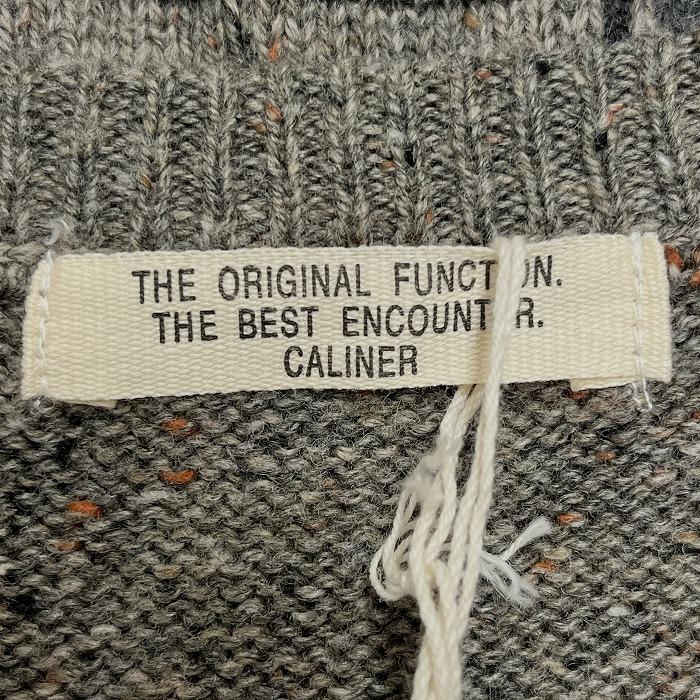 THE ORIGINAL FUNCTION.
THE BEST ENCOUNTER.
CALINER